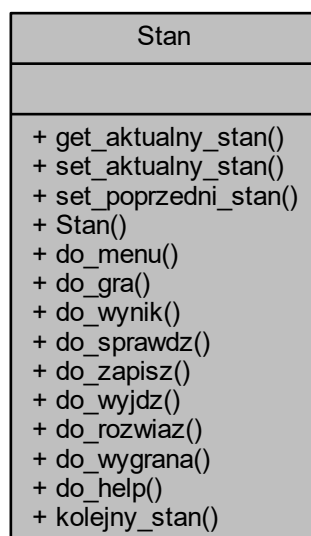 Stan
+ get_aktualny_stan()
+ set_aktualny_stan()
+ set_poprzedni_stan()
+ Stan()
+ do_menu()
+ do_gra()
+ do_wynik()
+ do_sprawdz()
+ do_zapisz()
+ do_wyjdz()
+ do_rozwiaz()
+ do_wygrana()
+ do_help()
+ kolejny_stan()